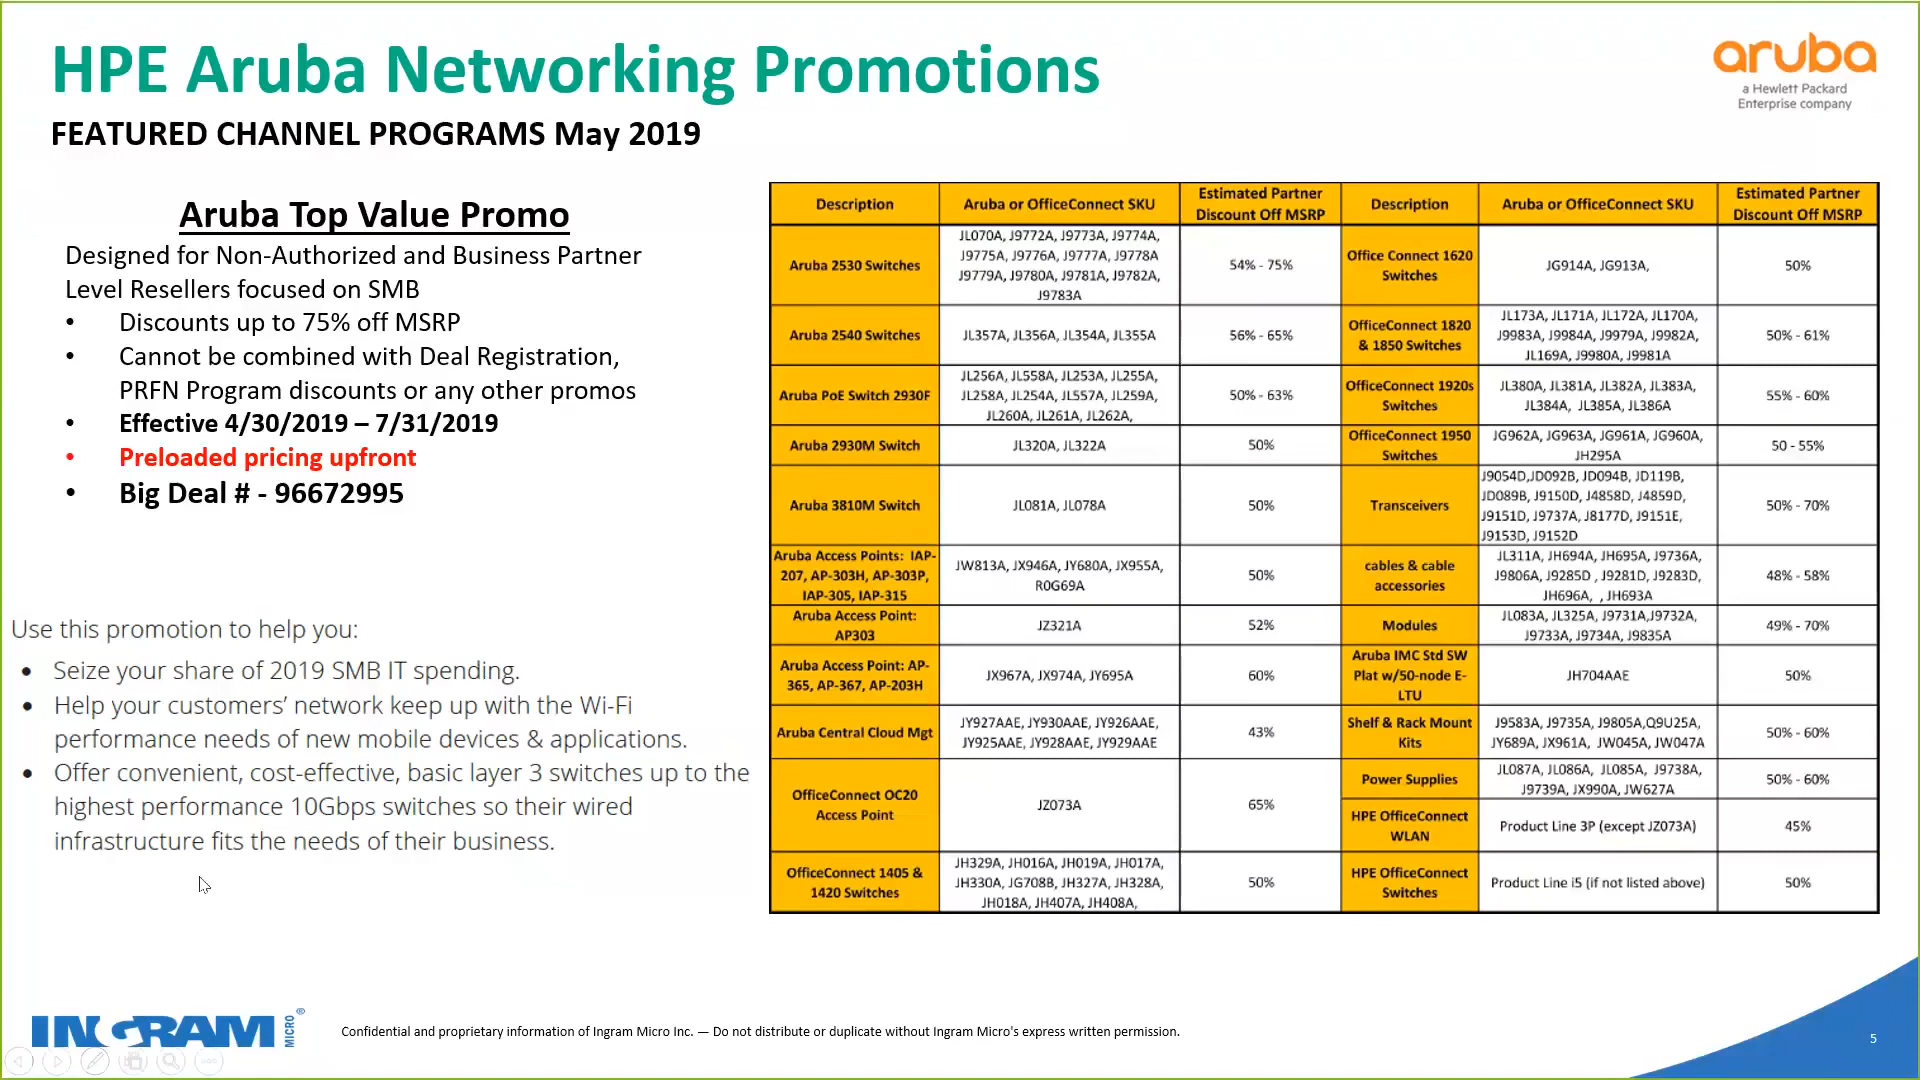 HPE Aruba Networking Promotions
FEATURED CHANNEL PROGRAMS May 2019
aruba
a Hewlett Packard
Enterprise company
Aruba Top Value Promo
Designed for Non-Authorized and Business Partner
Level Resellers focused on SMB
• Discounts up to 75% off MSRP
• Cannot be combined with Deal Registration,
PRFN Program discounts or any other promos
• Effective 4/30/2019 – 7/31/2019
• Preloaded pricing upfront
• Big Deal # - 96672995
Use this promotion to help you:
• Seize your share of 2019 SMB IT spending.
• Help your customers’ network keep up with the Wi-Fi
performance needs of new mobile devices & applications.
• Offer convenient, cost-effective, basic layer 3 switches up to the
highest performance 10Gbps switches so their wired
infrastructure fits the needs of their business.
Description
Aruba or OfficeConnect SKU
Estimated Partner
Discount Off MSRP
Description
Aruba or OfficeConnect SKU
Estimated Partner
Discount Off MSRP
Aruba 2530 Switches
JL070A, J9772A, J9773A, J9774A,
J9775A, J9776A, J9777A, J9778A
J9779A, J9780A, J9781A, J9782A,
J9783A
54% - 75%
Office Connect 1620
Switches
JG914A, JG913A,
50%
Aruba 2540 Switches
JL357A, JL356A, JL354A, JL355A
56% - 65%
OfficeConnect 1820
& 1850 Switches
JL173A, JL171A, JL172A, JL170A,
J9983A, J9984A, J9979A, J9982A,
JL169A, J9980A, J9981A
50% - 61%
Aruba PoE Switch 2930F
JL256A, JL558A, JL253A, JL255A,
JL258A, JL254A, JL557A, JL259A,
JL260A, JL261A, JL262A,
50% - 63%
OfficeConnect 1920s
Switches
JL380A, JL381A, JL382A, JL383A,
JL384A, JL385A, JL386A
55% - 60%
Aruba 2930M Switch
JL320A, JL322A
50%
OfficeConnect 1950
Switches
JG962A, JG963A, JG961A, JG960A,
JH295A
50 - 55%
Aruba 3810M Switch
JL081A, JL078A
50%
Transceivers
J9054D,JD092B, JD094B, JD119B,
JD089B, J9150D, J4858D, J4859D,
J9151D, J9737A, J8177D, J9151E,
J9153D, J9152D
50% - 70%
Aruba Access Points: IAP-
207, AP-303H, AP-303P,
IAP-305, IAP-315
JW813A, JX946A, JY680A, JX955A,
R0G69A
50%
cables & cable
accessories
JL311A, JH694A, JH695A, J9736A,
J9806A, J9285D , J9281D, J9283D,
JH696A, , JH693A
48% - 58%
Aruba Access Point:
AP303
JZ321A
52%
Modules
JL083A, JL325A, J9731A,J9732A,
J9733A, J9734A, J9835A
49% - 70%
Aruba Access Point: AP-
365, AP-367, AP-203H
JX967A, JX974A, JY695A
60%
Aruba IMC Std SW
Plat w/50-node E-
LTU
JH704AAE
50%
Aruba Central Cloud Mgt
JY927AAE, JY930AAE, JY926AAE,
JY925AAE, JY928AAE, JY929AAE
43%
Shelf & Rack Mount
Kits
J9583A, J9735A, J9805A,Q9U25A,
JY689A, JX961A, JW045A, JW047A
50% - 60%
OfficeConnect OC20
Access Point
JZ073A
65%
Power Supplies
JL087A, JL086A, JL085A, J9738A,
J9739A, JX990A, JW627A
50% - 60%
HPE OfficeConnect
WLAN
Product Line 3P (except JZ073A)
45%
OfficeConnect 1405 &
1420 Switches
JH329A, JH016A, JH019A, JH017A,
JH330A, JG708B, JH327A, JH328A,
JH018A, JH407A, JH408A,
50%
HPE OfficeConnect
Switches
Product Line i5 (if not listed above)
50%
INGRAM MICRO®
Confidential and proprietary information of Ingram Micro Inc. — Do not distribute or duplicate without Ingram Micro's express written permission.
5